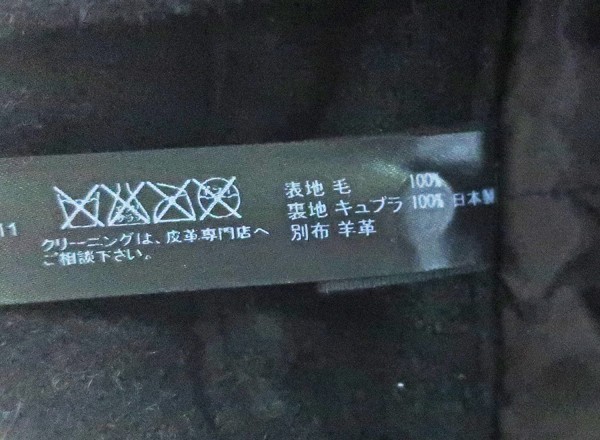 11
表地 毛 100%
裏地 キュプラ 100% 日本製
別布 羊革
クリーニングは、皮革専門店へ
ご相談下さい。